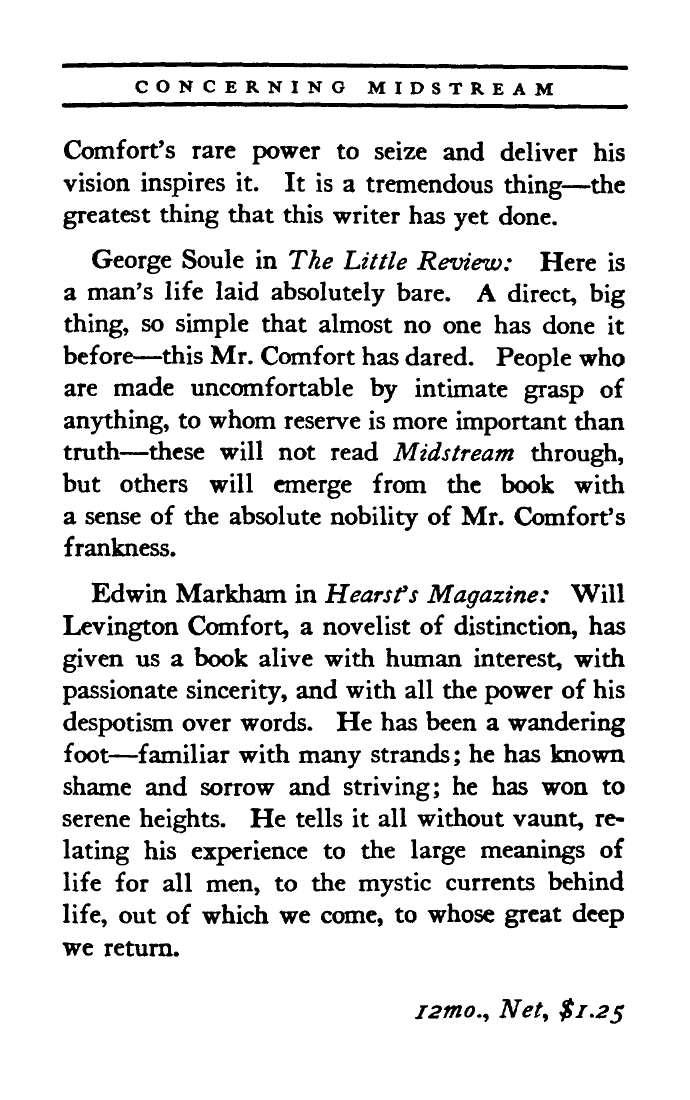 CONCERNING MIDSTREAM
Comfort's rare power to seize and deliver his
vision inspires it. It is a tremendous thing—the
greatest thing that this writer has yet done.
George Soule in The Little Review: Here is
a man's life laid absolutely bare. A direct, big
thing, so simple that almost no one has done it
before—this Mr. Comfort has dared. People who
are made uncomfortable by intimate grasp of
anything, to whom reserve is more important than
truth—these will not read Midstream through,
but others will emerge from the book with
a sense of the absolute nobility of Mr. Comfort's
frankness.
Edwin Markham in Hearst's Magazine: Will
Levington Comfort, a novelist of distinction, has
given us a book alive with human interest, with
passionate sincerity, and with all the power of his
despotism over words. He has been a wandering
foot—familiar with many strands; he has known
shame and sorrow and striving; he has won to
serene heights. He tells it all without vaunt, re-
lating his experience to the large meanings of
life for all men, to the mystic currents behind
life, out of which we come, to whose great deep
we return.
12mo., Net, $1.25